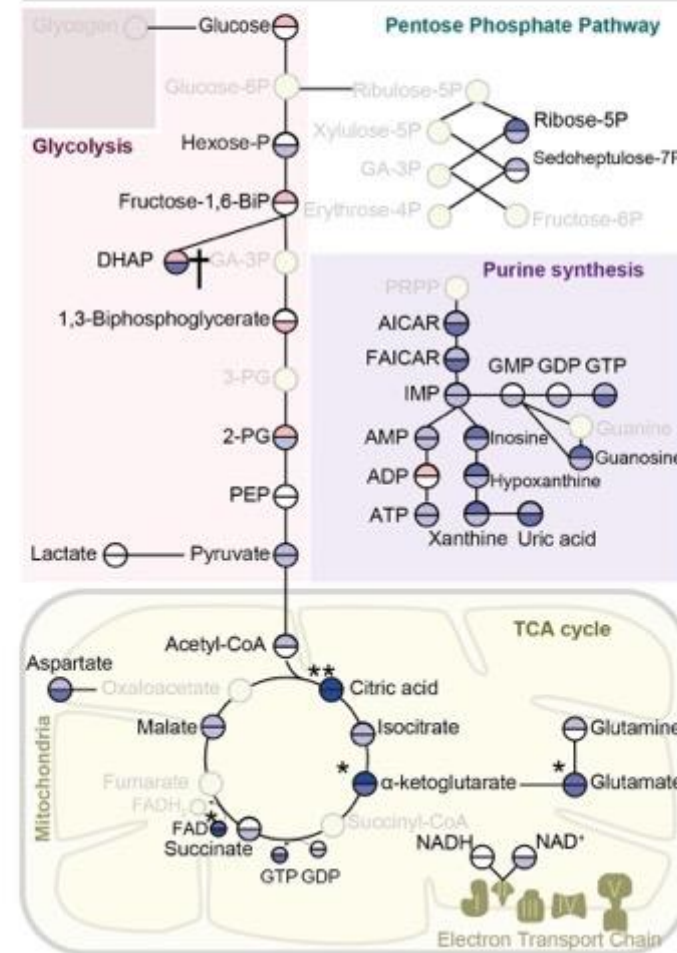 Glycogen
Glucose
Pentose Phosphate Pathway
Glucose-6P
Ribulose-5P
Glycolysis
Hexose-P
Xylulose-5P
Ribose-5P
GA-3P
Sedoheptulose-7P
Fructose-1,6-BiP
Erythrose-4P
Fructose-6P
DHAP
†
GA-3P
Purine synthesis
PRPP
1,3-Biphosphoglycerate
AICAR
FAICAR
GMP GDP GTP
3-PG
IMP
2-PG
AMP
Inosine
Guanine
Guanosine
PEP
ADP
Hypoxanthine
ATP
Xanthine Uric acid
Lactate
Pyruvate
TCA cycle
Acetyl-CoA
Aspartate
Oxaloacetate
**
Citric acid
Malate
Isocitrate
Glutamine
Mitochondria
Fumarate
*
α-ketoglutarate
*
Glutamate
FADH₂
*
FAD
Succinyl-CoA
Succinate
GTP GDP
NADH
NAD⁺
I
III
IV
V
Electron Transport Chain